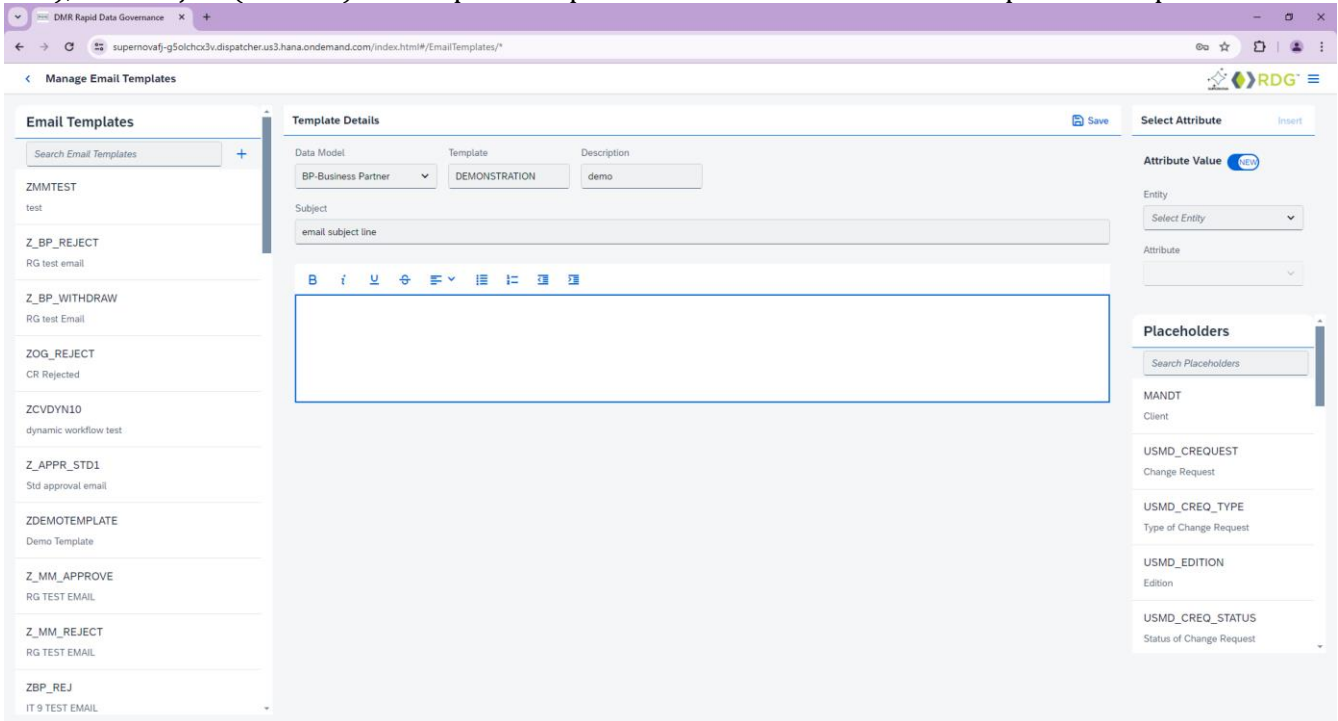 DMR Rapid Data Governance
supernovafj-g5olchcx3v.dispatcher.us3.hana.ondemand.com/index.html#/EmailTemplates/*
Manage Email Templates
RDG
Email Templates
Search Email Templates
ZMMTEST
test
Z_BP_REJECT
RG test email
Z_BP_WITHDRAW
RG test Email
ZOG_REJECT
CR Rejected
ZCVDYN10
dynamic workflow test
Z_APPR_STD1
Std approval email
ZDEMOTEMPLATE
Demo Template
Z_MM_APPROVE
RG TEST EMAIL
Z_MM_REJECT
RG TEST EMAIL
ZBP_REJ
IT 9 TEST EMAIL
Template Details
Save
Data Model
Template
Description
BP-Business Partner
DEMONSTRATION
demo
Subject
email subject line
B i U S
Select Attribute
Insert
Attribute Value
NEW
Entity
Select Entity
Attribute
Placeholders
Search Placeholders
MANDT
Client
USMD_CREQUEST
Change Request
USMD_CREQ_TYPE
Type of Change Request
USMD_EDITION
Edition
USMD_CREQ_STATUS
Status of Change Request